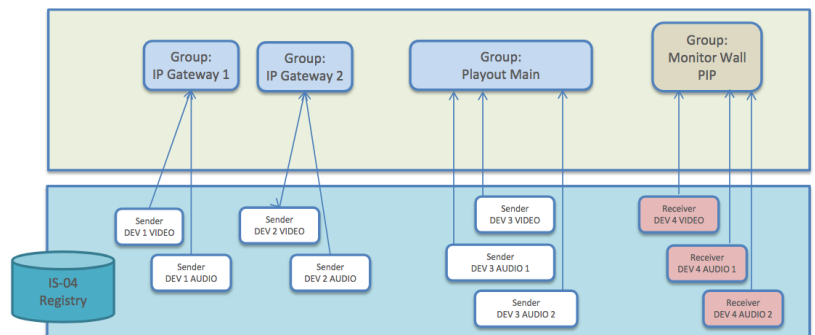 Group:
IP Gateway 1
Group:
IP Gateway 2
Group:
Playout Main
Group:
Monitor Wall
PIP
Sender
DEV 1 VIDEO
Sender
DEV 2 VIDEO
Sender
DEV 3 VIDEO
Receiver
DEV 4 VIDEO
Sender
DEV 1 AUDIO
Sender
DEV 2 AUDIO
Sender
DEV 3 AUDIO 1
Receiver
DEV 4 AUDIO 1
IS-04
Registry
Sender
DEV 3 AUDIO 2
Receiver
DEV 4 AUDIO 2